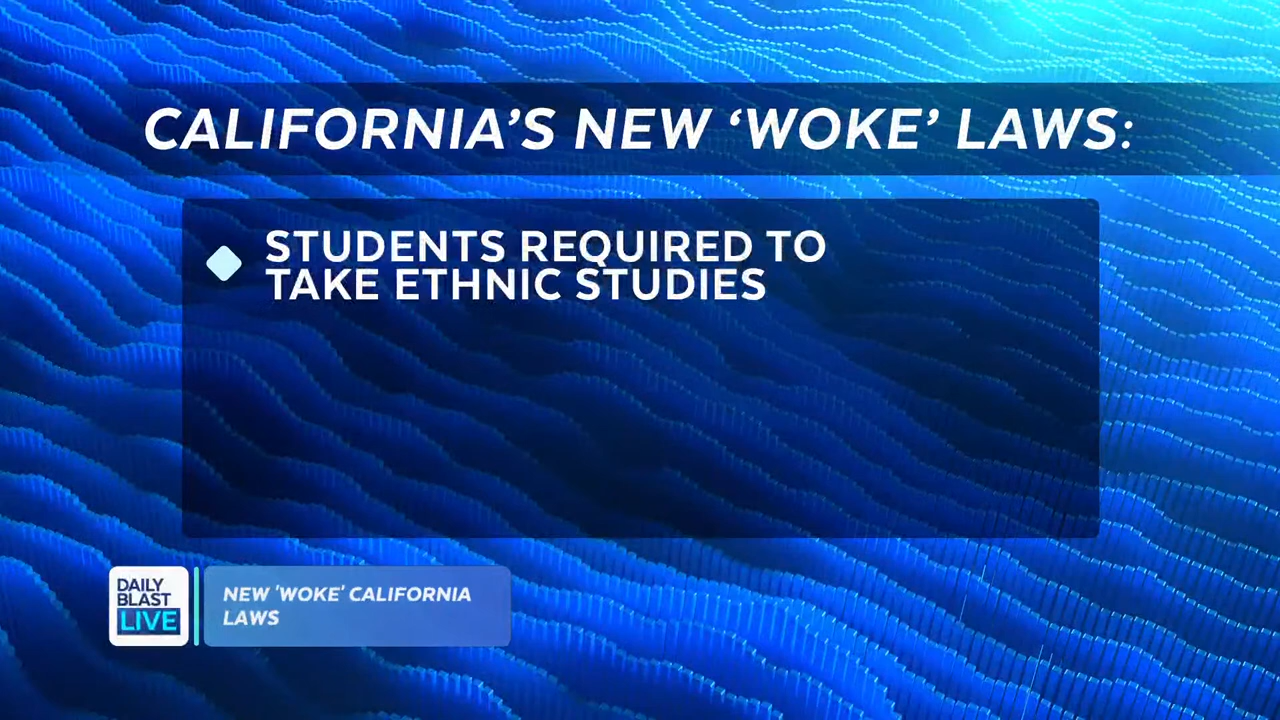 CALIFORNIA'S NEW ‘WOKE’ LAWS:
STUDENTS REQUIRED TO
TAKE ETHNIC STUDIES
DAILY
BLAST
LIVE
NEW 'WOKE' CALIFORNIA
LAWS